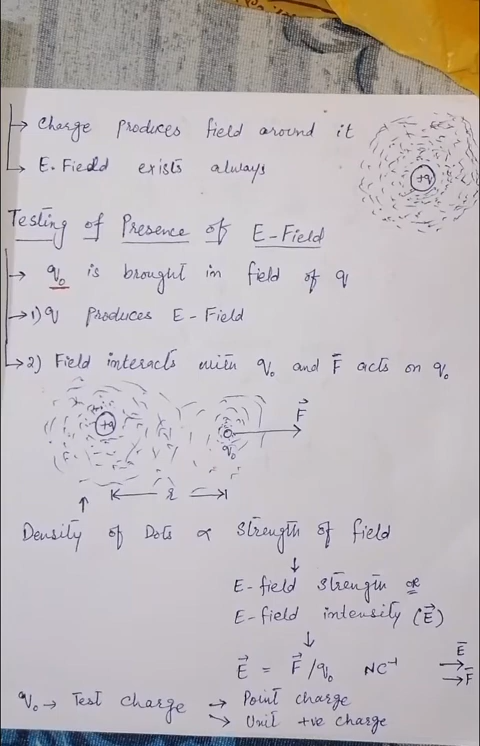 → Charge produces field around it
+q
→ E. Field exists always
Testing of Presence of E-Field
→ q₀ is brought in field of q
→ 1) q Produces E-Field
→ 2) Field interacts with q₀ and F⃗ acts on q₀
+q
q₀
F⃗
r
Density of Dots ∝ Strength of field
↓
E-field strength or
E-field intensity (E⃗)
↓
E⃗ = F⃗/q₀ NC⁻¹
E⃗
F⃗
q₀ → Test charge → Point charge
→ Unit +ve charge